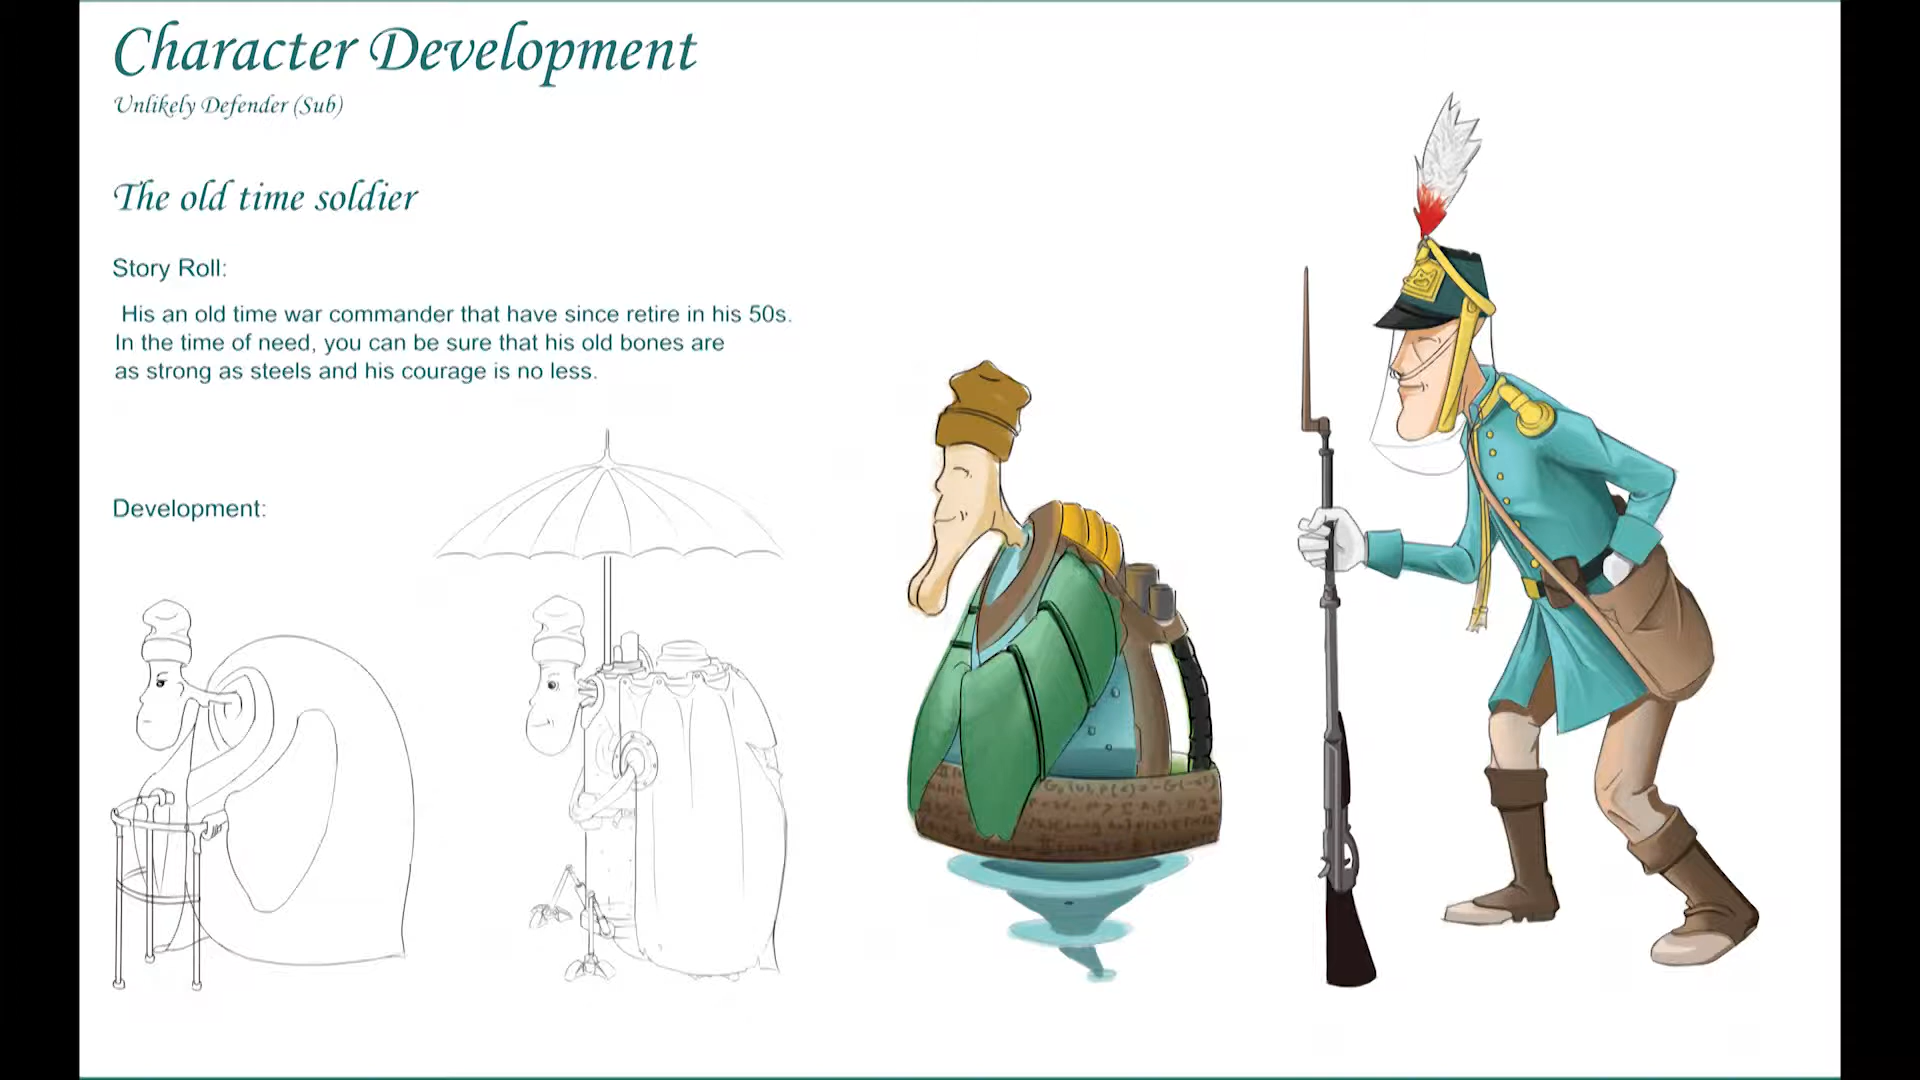 Character Development
Unlikely Defender (Sub)
The old time soldier
Story Roll:
His an old time war commander that have since retire in his 50s.
In the time of need, you can be sure that his old bones are
as strong as steels and his courage is no less.
Development: